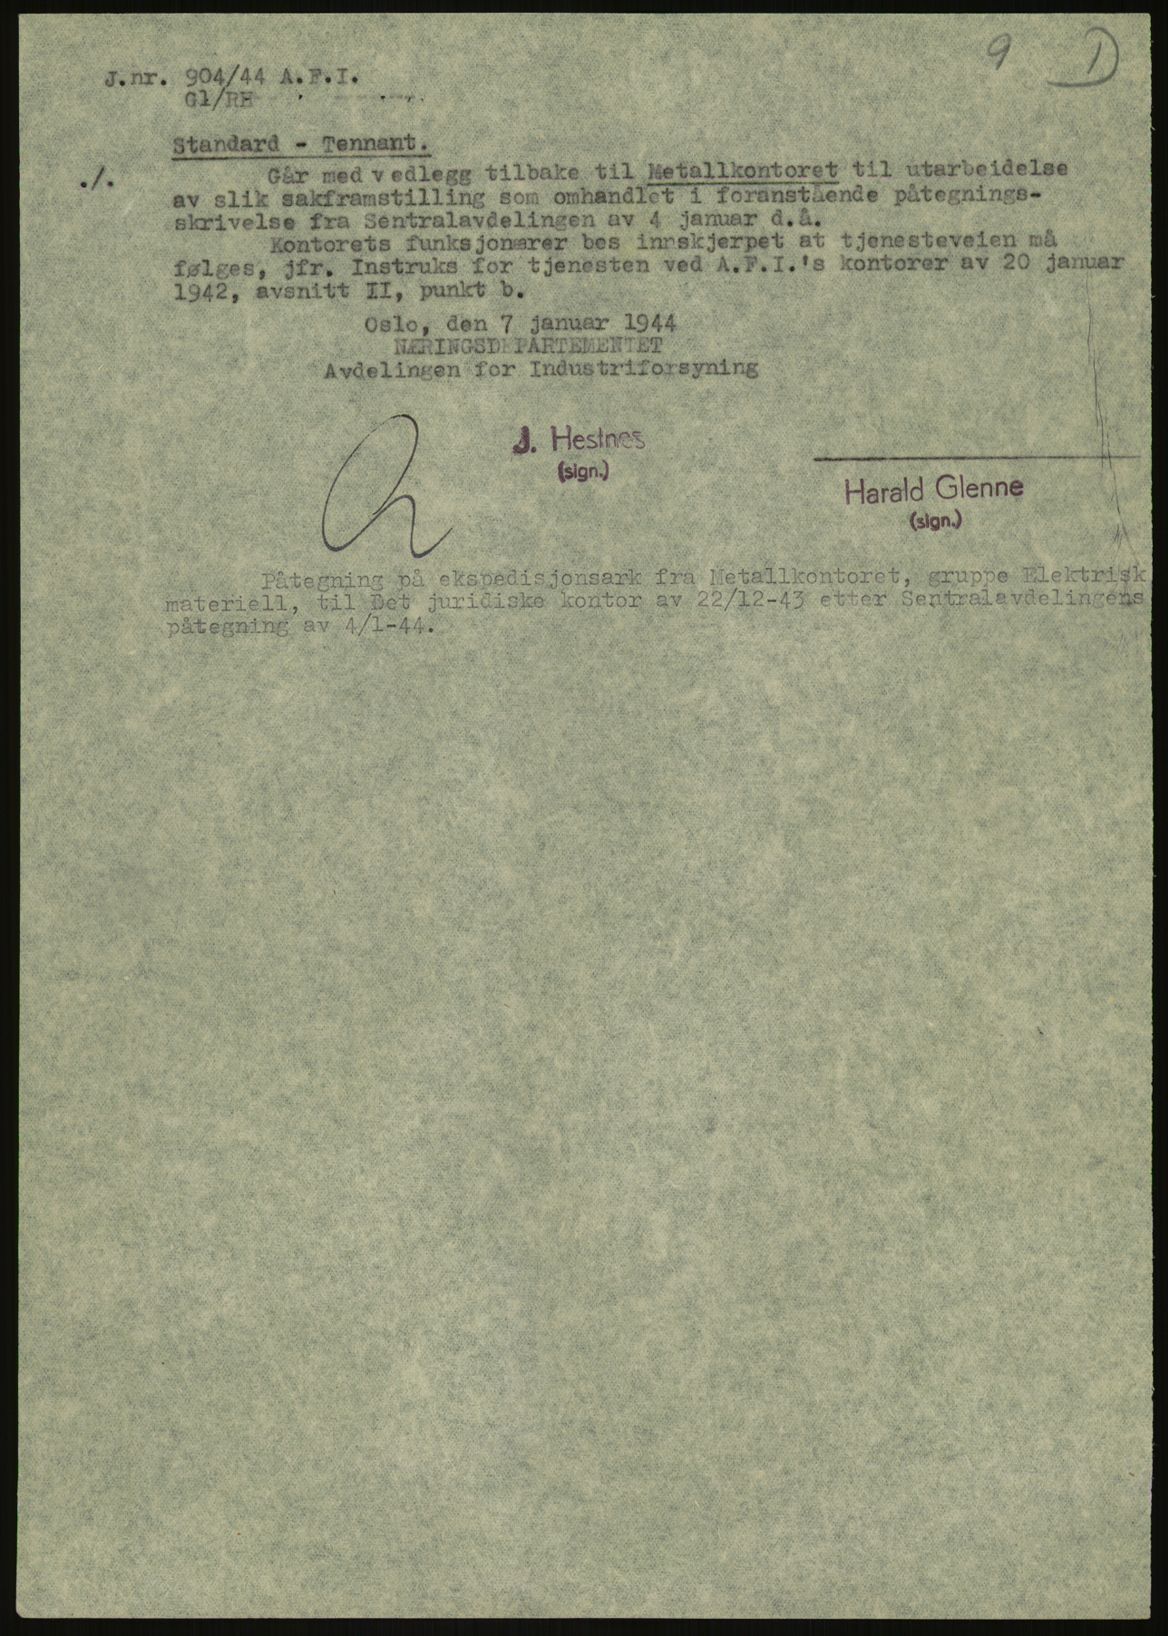 9 D
J.nr. 904/44 A.F.I.
Gl/RH
Standard - Tennant.
./. Går med vedlegg tilbake til Metallkontoret til utarbeidelse
av slik sakframstilling som omhandlet i foranstående påtegnings-
skrivelse fra Sentralavdelingen av 4 januar d.å.
Kontorets funksjonærer bes innskjerpet at tjenesteveien må
følges, jfr. Instruks for tjenesten ved A.F.I.'s kontorer av 20 januar
1942, avsnitt II, punkt b.
Oslo, den 7 januar 1944
NÆRINGSDEPARTEMENTET
Avdelingen for Industriforsyning
J. Hestnes
(sign.)
Harald Glenne
(sign.)
Påtegning på ekspedisjonsark fra Metallkontoret, gruppe Elektrisk
materiell, til Det juridiske kontor av 22/12-43 etter Sentralavdelingens
påtegning av 4/1-44.